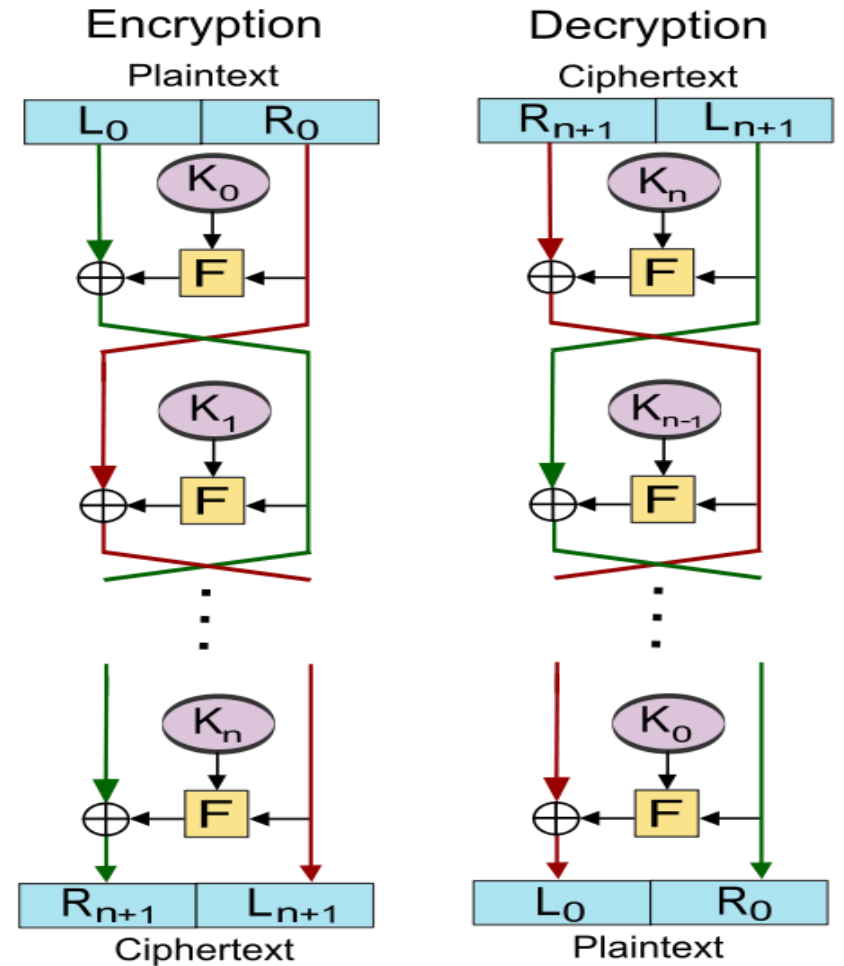 Encryption
Plaintext
L0 R0
K0
F
K1
F
Kn
F
Rn+1 Ln+1
Ciphertext
Decryption
Ciphertext
Rn+1 Ln+1
Kn
F
Kn-1
F
K0
F
L0 R0
Plaintext